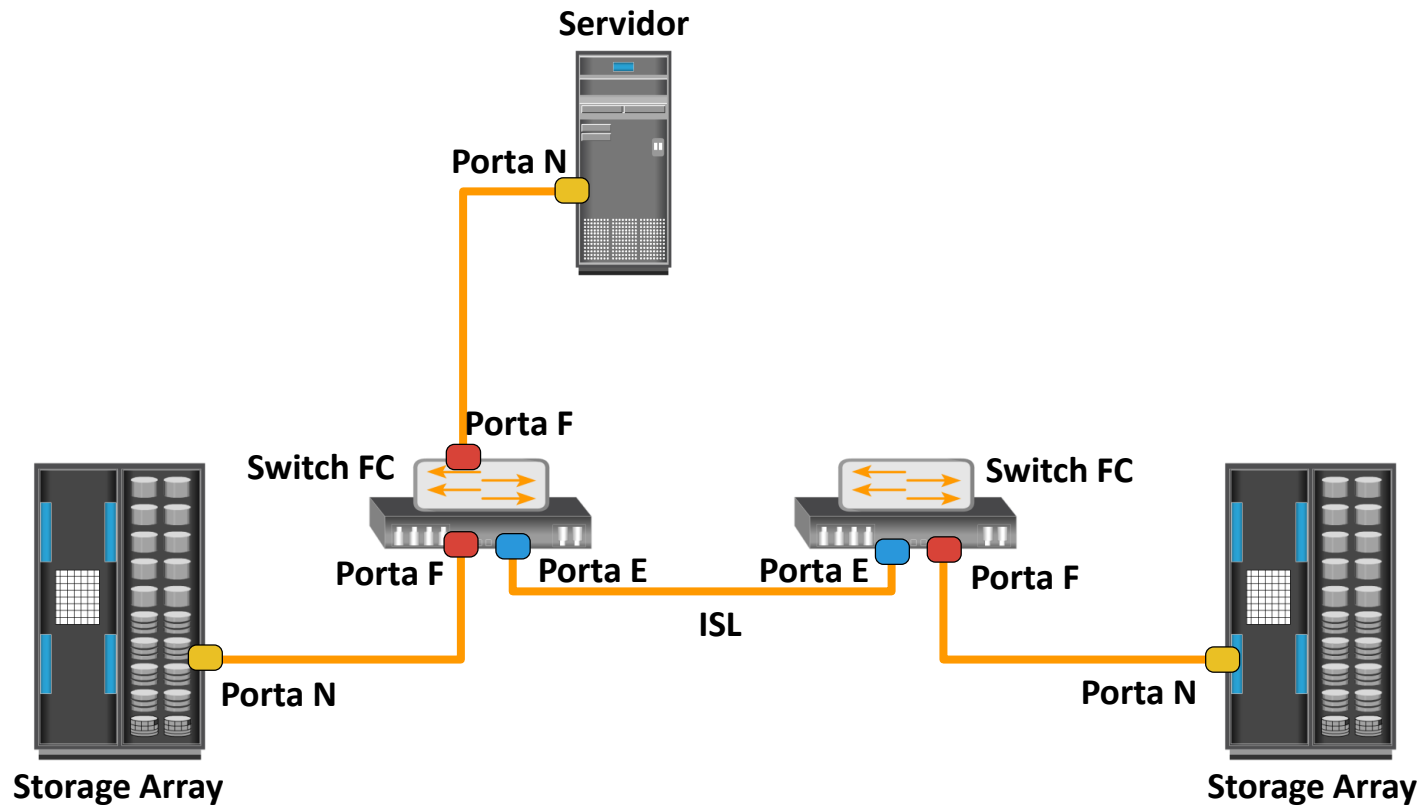 Servidor
Porta N
Porta F
Switch FC
Switch FC
Porta F
Porta E
Porta E
Porta F
ISL
Porta N
Porta N
Storage Array
Storage Array